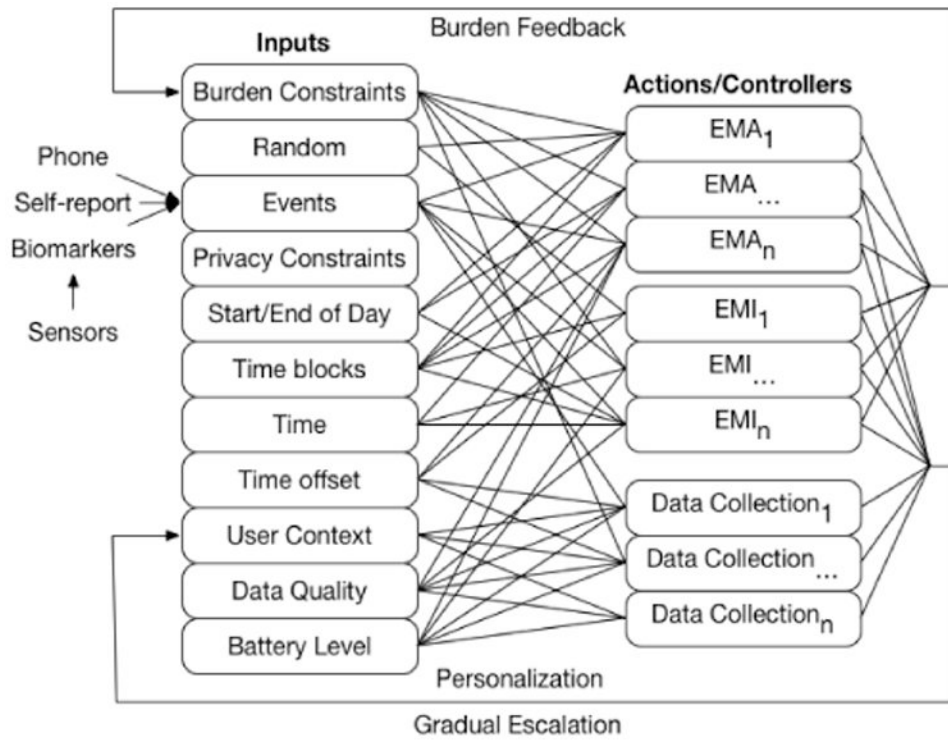 Burden Feedback
Inputs
Burden Constraints
Random
Events
Privacy Constraints
Start/End of Day
Time blocks
Time
Time offset
User Context
Data Quality
Battery Level
Phone
Self-report
Biomarkers
Sensors
Actions/Controllers
EMA1
EMA...
EMAn
EMI1
EMI...
EMIn
Data Collection1
Data Collection...
Data Collectionn
Personalization
Gradual Escalation